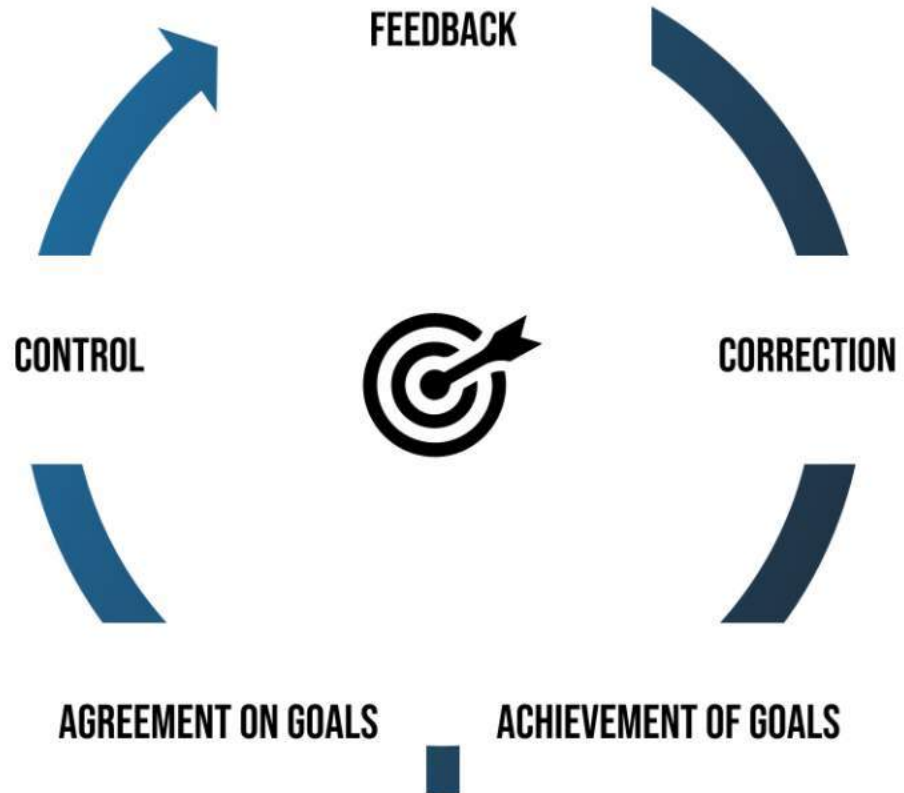 FEEDBACK
CONTROL
CORRECTION
AGREEMENT ON GOALS
ACHIEVEMENT OF GOALS